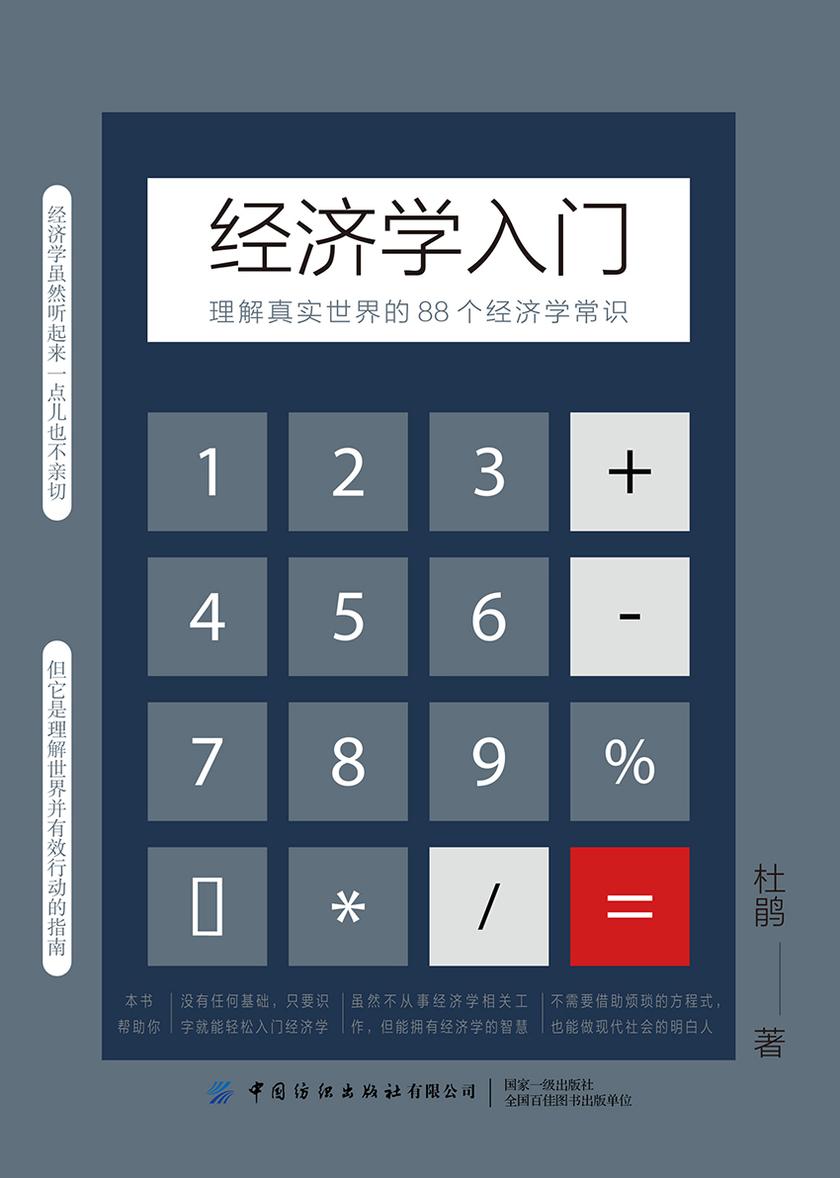 经济学入门
理解真实世界的 88 个经济学常识
经济学虽然听起来一点儿也不亲切
但它是理解世界并有效行动的指南
1 2 3 +
4 5 6 -
7 8 9 %
* / =
杜鹃 著
本书
帮助你
没有任何基础，只要识
字就能轻松入门经济学
虽然不从事经济学相关工
作，但能拥有经济学的智慧
不需要借助烦琐的方程式，
也能做现代社会的明白人
中国纺织出版社有限公司
国家一级出版社
全国百佳图书出版单位